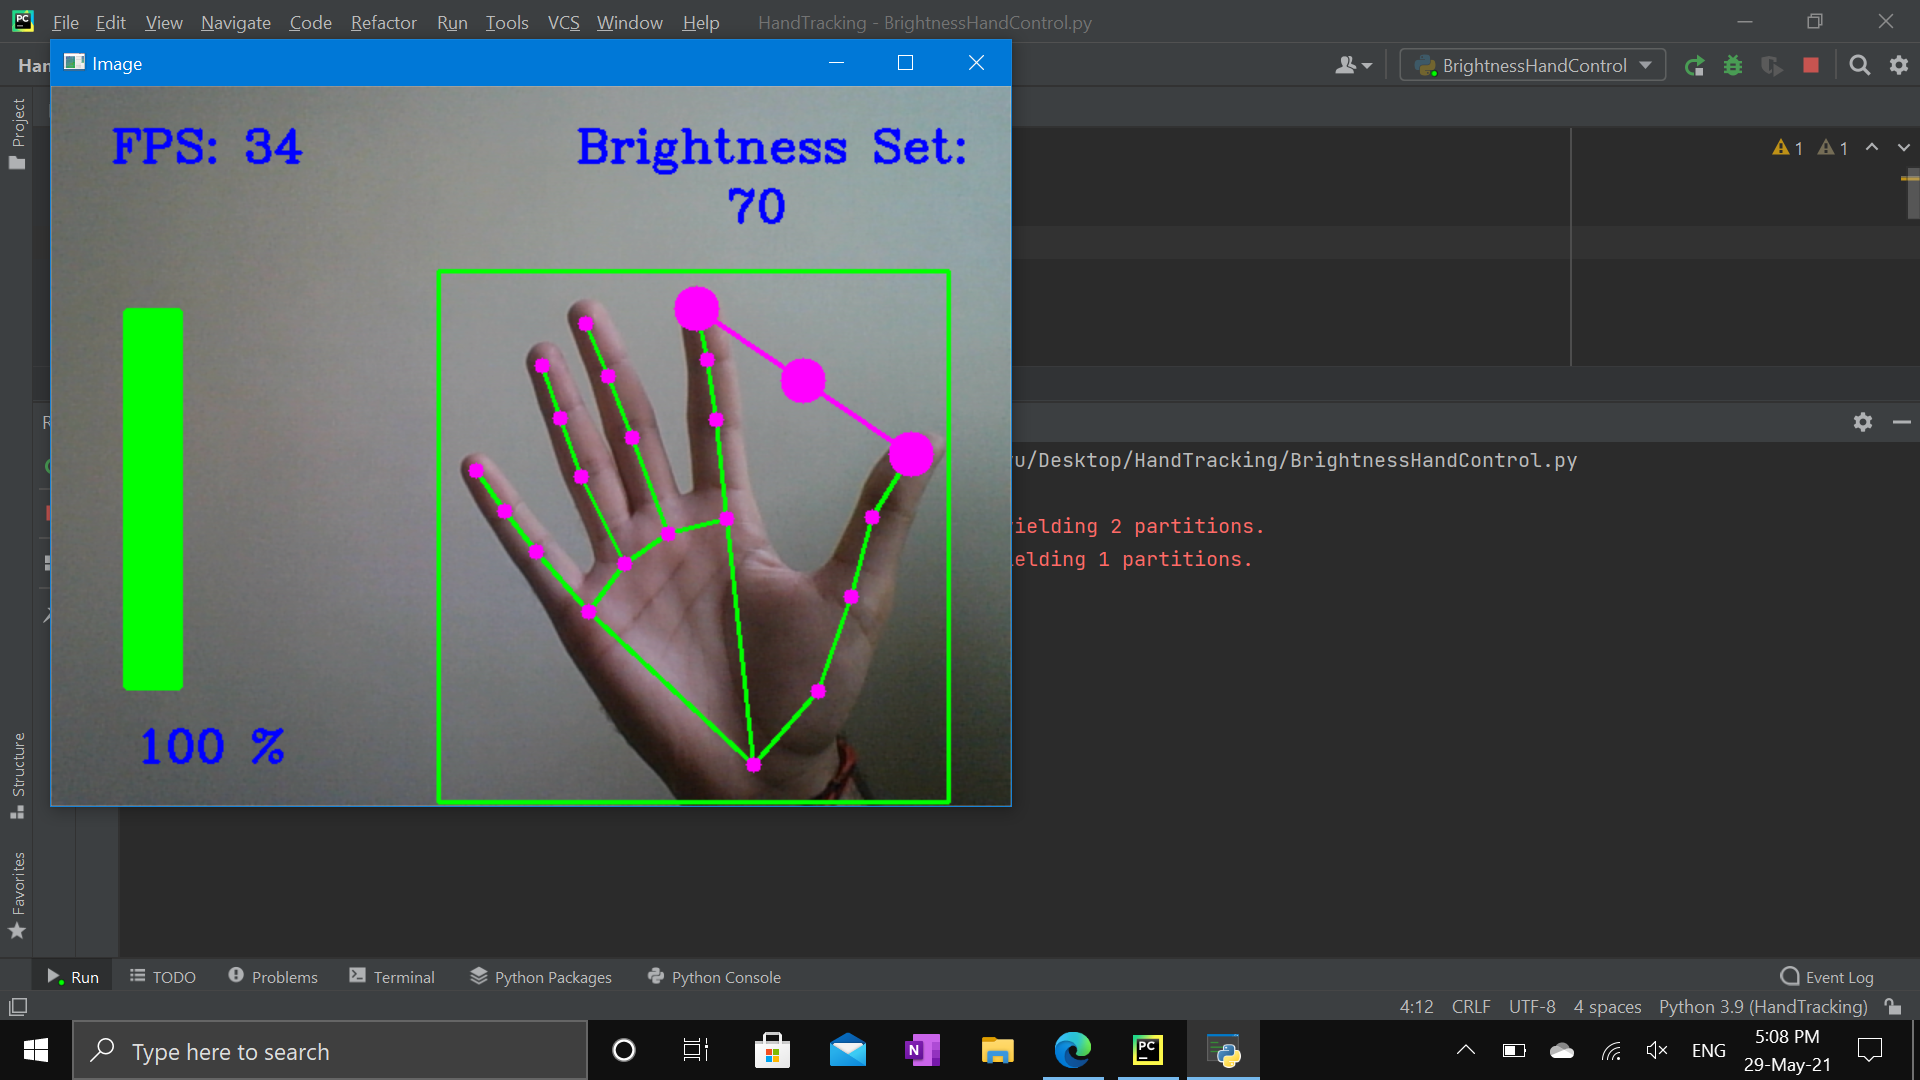 File Edit View Navigate Code Refactor Run Tools VCS Window Help HandTracking - BrightnessHandControl.py
Image
BrightnessHandControl
Project
FPS: 34
Brightness Set:
70
1 1
100 %
/Desktop/HandTracking/BrightnessHandControl.py
2 partitions.
1 partitions.
Structure
Favorites
Run TODO Problems Terminal Python Packages Python Console Event Log
4:12 CRLF UTF-8 4 spaces Python 3.9 (HandTracking)
Type here to search
ENG
5:08 PM
29-May-21